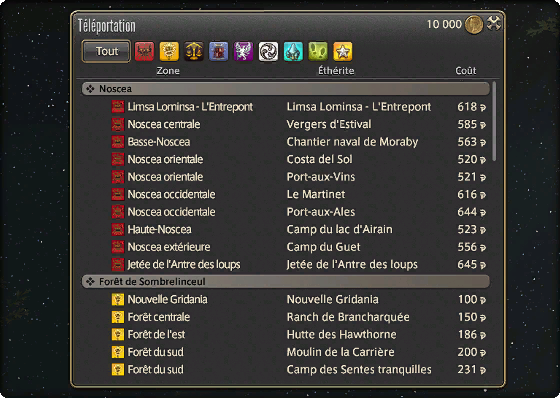 Téléportation
10 000
Tout
Zone Éthérite Coût
Noscea
Limsa Lominsa - L'Entrepont Limsa Lominsa - L'Entrepont 618
Noscea centrale Vergers d'Estival 585
Basse-Noscea Chantier naval de Moraby 563
Noscea orientale Costa del Sol 520
Noscea orientale Port-aux-Vins 521
Noscea occidentale Le Martinet 616
Noscea occidentale Port-aux-Ales 644
Haute-Noscea Camp du lac d'Airain 523
Noscea extérieure Camp du Guet 556
Jetée de l'Antre des loups Jetée de l'Antre des loups 645
Forêt de Sombrelinceul
Nouvelle Gridania Nouvelle Gridania 100
Forêt centrale Ranch de Brancharquée 150
Forêt de l'est Hutte des Hawthorne 186
Forêt du sud Moulin de la Carrière 200
Forêt du sud Camp des Sentes tranquilles 231